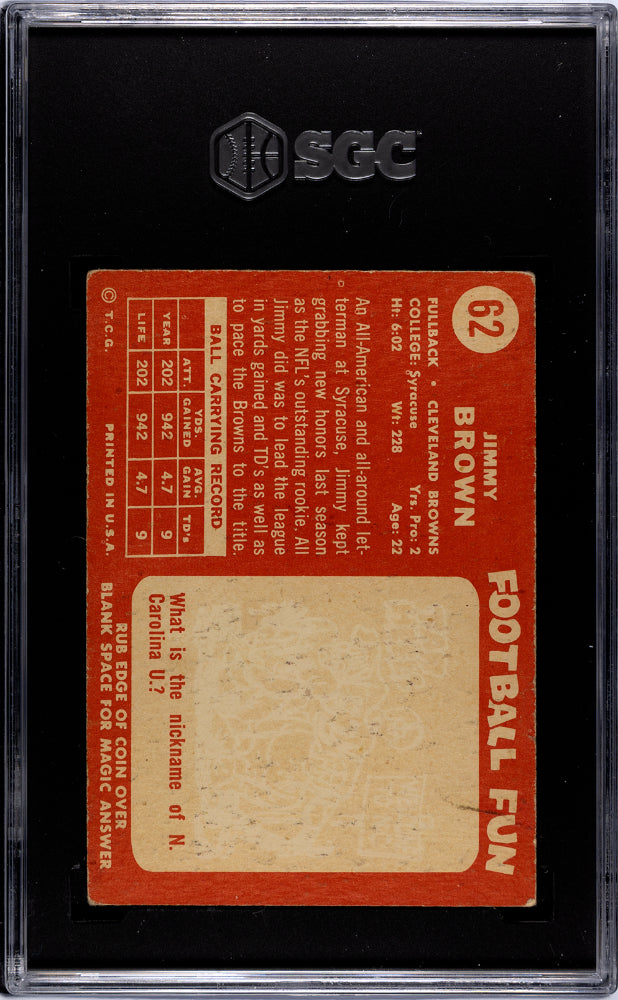 SGC
62
JIMMY
BROWN
FULLBACK • CLEVELAND BROWNS
COLLEGE: Syracuse Yrs. Pro: 2
Ht: 6:02 Wt: 228 Age: 22
An All-American and all-around let-
terman at Syracuse, Jimmy kept
grabbing new honors last season
as the NFL's outstanding rookie. All
Jimmy did was to lead the league
in yards gained and TD's as well as
to pace the Browns to the title.
BALL CARRYING RECORD
ATT. YDS. GAINED AVG. GAIN TD's
YEAR 202 942 4.7 9
LIFE 202 942 4.7 9
© T.C.G. PRINTED IN U.S.A.
FOOTBALL FUN
What is the nickname of N.
Carolina U.?
RUB EDGE OF COIN OVER
BLANK SPACE FOR MAGIC ANSWER